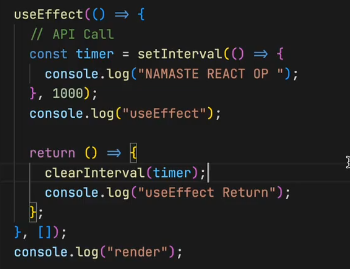 useEffect(() => {
// API Call
const timer = setInterval(() => {
console.log("NAMASTE REACT OP ");
}, 1000);
console.log("useEffect");
return () => {
clearInterval(timer);
console.log("useEffect Return");
};
}, []);
console.log("render");